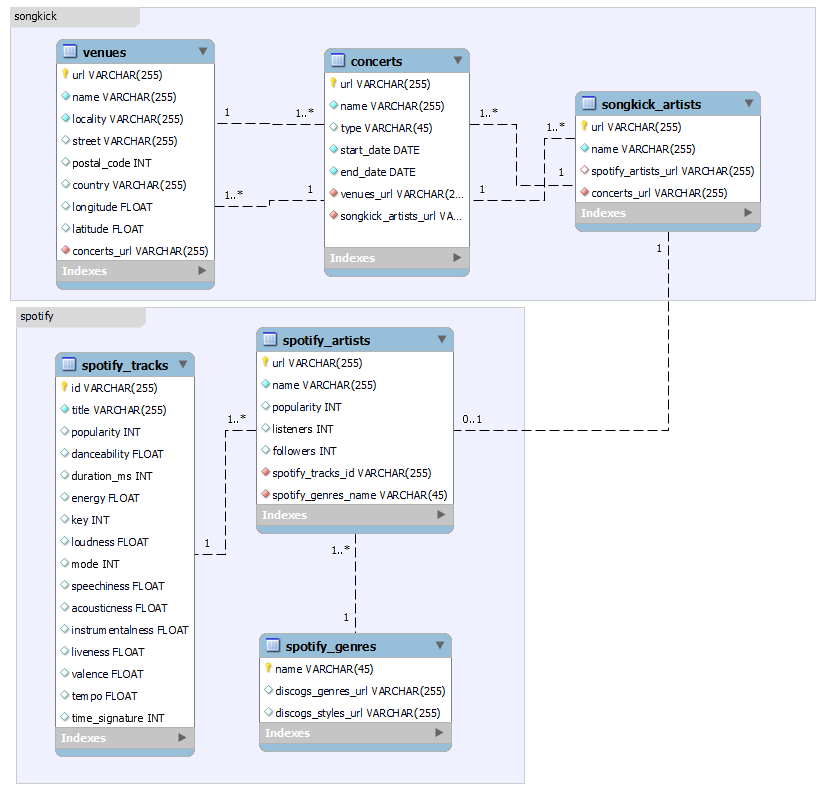 songkick
venues
url VARCHAR(255)
name VARCHAR(255)
locality VARCHAR(255)
street VARCHAR(255)
postal_code INT
country VARCHAR(255)
longitude FLOAT
latitude FLOAT
concerts_url VARCHAR(255)
Indexes
1
1..*
1..*
1
concerts
url VARCHAR(255)
name VARCHAR(255)
type VARCHAR(45)
start_date DATE
end_date DATE
venues_url VARCHAR(2...
songkick_artists_url VA...
Indexes
1..*
1..*
1
1
songkick_artists
url VARCHAR(255)
name VARCHAR(255)
spotify_artists_url VARCHAR(255)
concerts_url VARCHAR(255)
Indexes
1
0..1
spotify
spotify_tracks
id VARCHAR(255)
title VARCHAR(255)
popularity INT
danceability FLOAT
duration_ms INT
energy FLOAT
key INT
loudness FLOAT
mode INT
speechiness FLOAT
acousticness FLOAT
instrumentalness FLOAT
liveness FLOAT
valence FLOAT
tempo FLOAT
time_signature INT
Indexes
1..*
1
spotify_artists
url VARCHAR(255)
name VARCHAR(255)
popularity INT
listeners INT
followers INT
spotify_tracks_id VARCHAR(255)
spotify_genres_name VARCHAR(45)
Indexes
1..*
1
spotify_genres
name VARCHAR(45)
discogs_genres_url VARCHAR(255)
discogs_styles_url VARCHAR(255)
Indexes